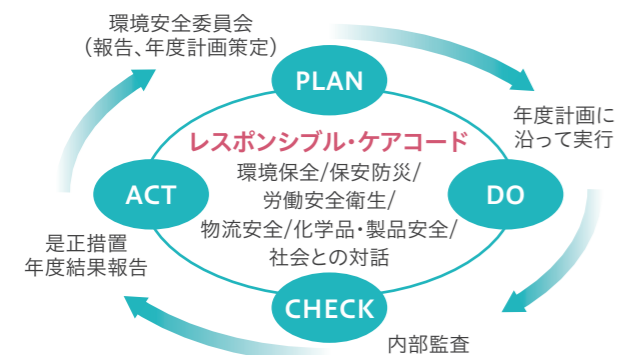 環境安全委員会
（報告、年度計画策定）
PLAN
年度計画に
沿って実行
レスポンシブル・ケアコード
環境保全/保安防災/
労働安全衛生/
物流安全/化学品・製品安全/
社会との対話
ACT
DO
是正措置
年度結果報告
CHECK
内部監査